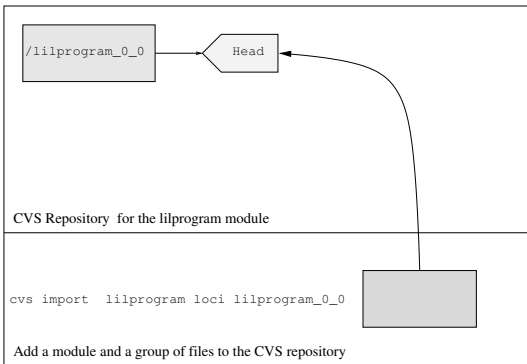 /lilprogram_0_0
Head
CVS Repository for the lilprogram module
cvs import lilprogram loci lilprogram_0_0
Add a module and a group of files to the CVS repository